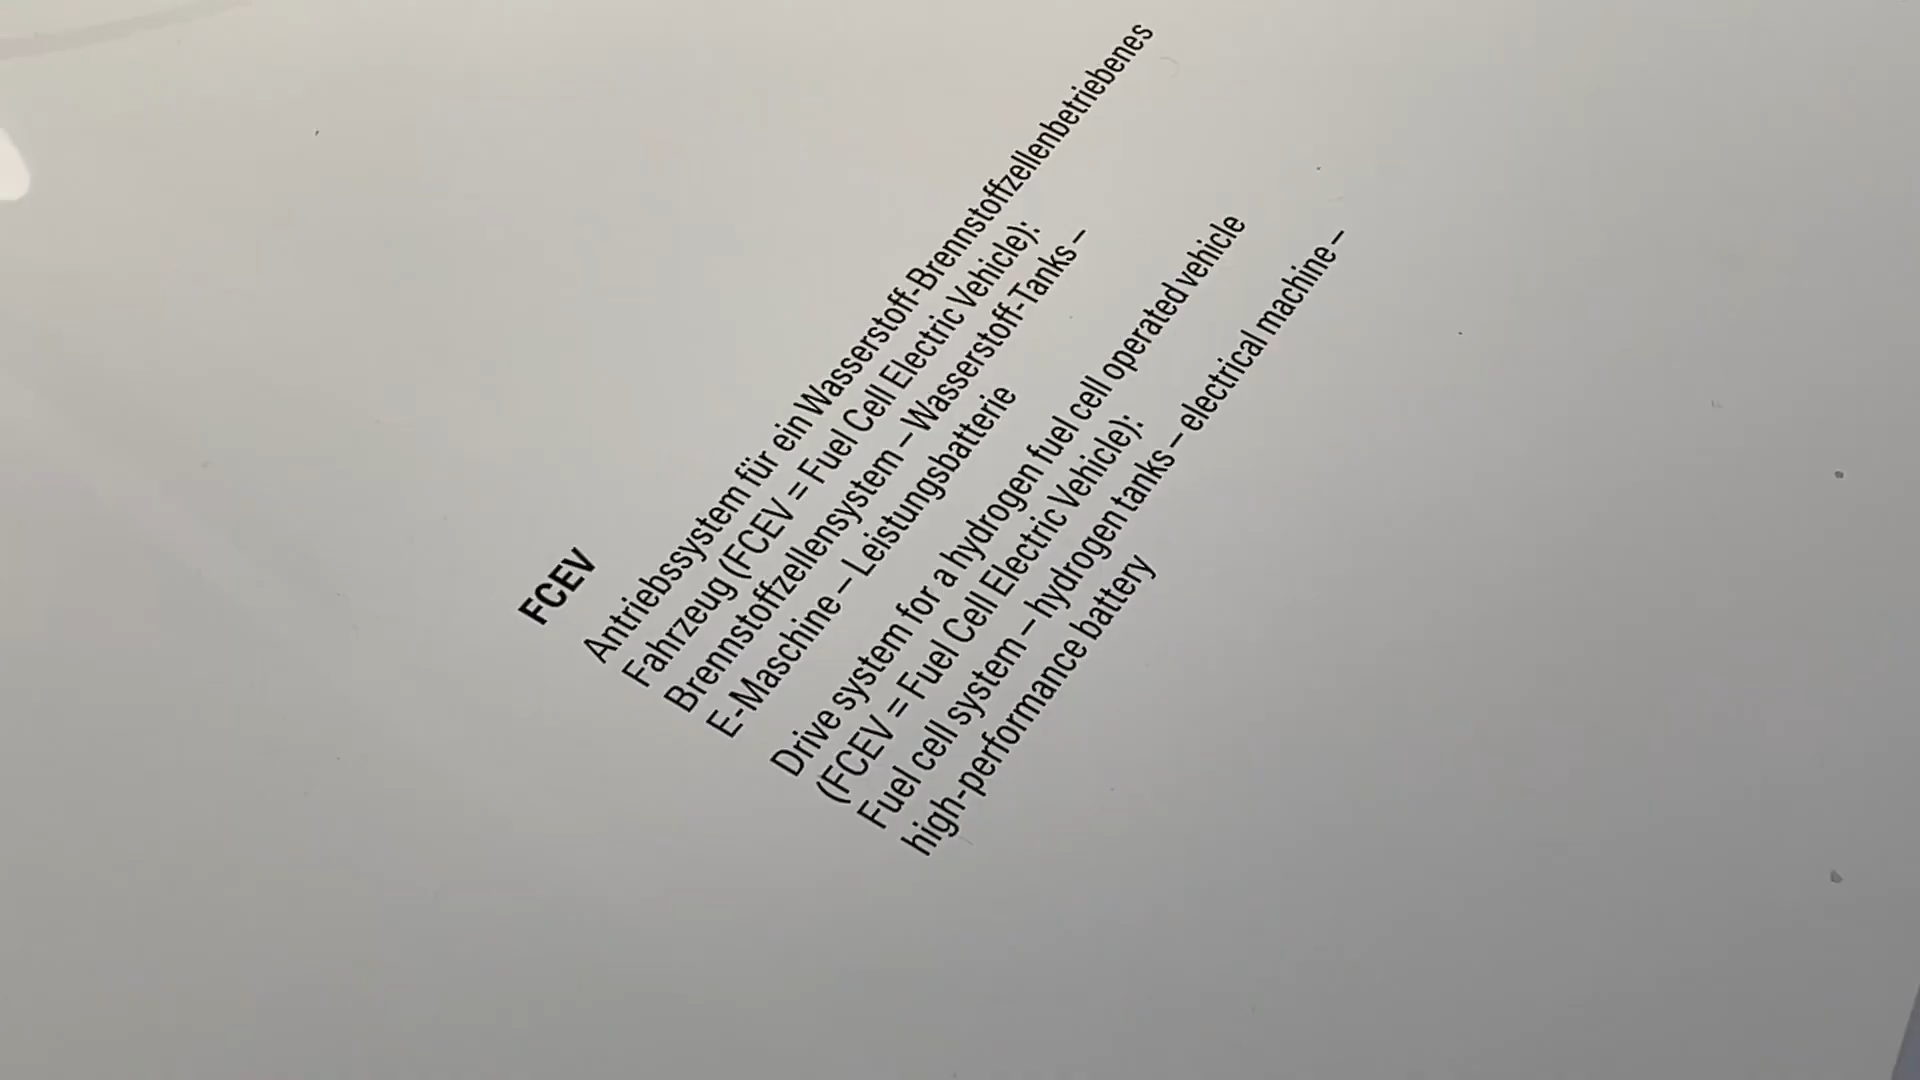 FCEV
Antriebssystem für ein Wasserstoff-Brennstoffzellenbetriebenes
Fahrzeug (FCEV = Fuel Cell Electric Vehicle):
Brennstoffzellensystem – Wasserstoff-Tanks –
E-Maschine – Leistungsbatterie
Drive system for a hydrogen fuel cell operated vehicle
(FCEV = Fuel Cell Electric Vehicle):
Fuel cell system – hydrogen tanks – electrical machine –
high-performance battery